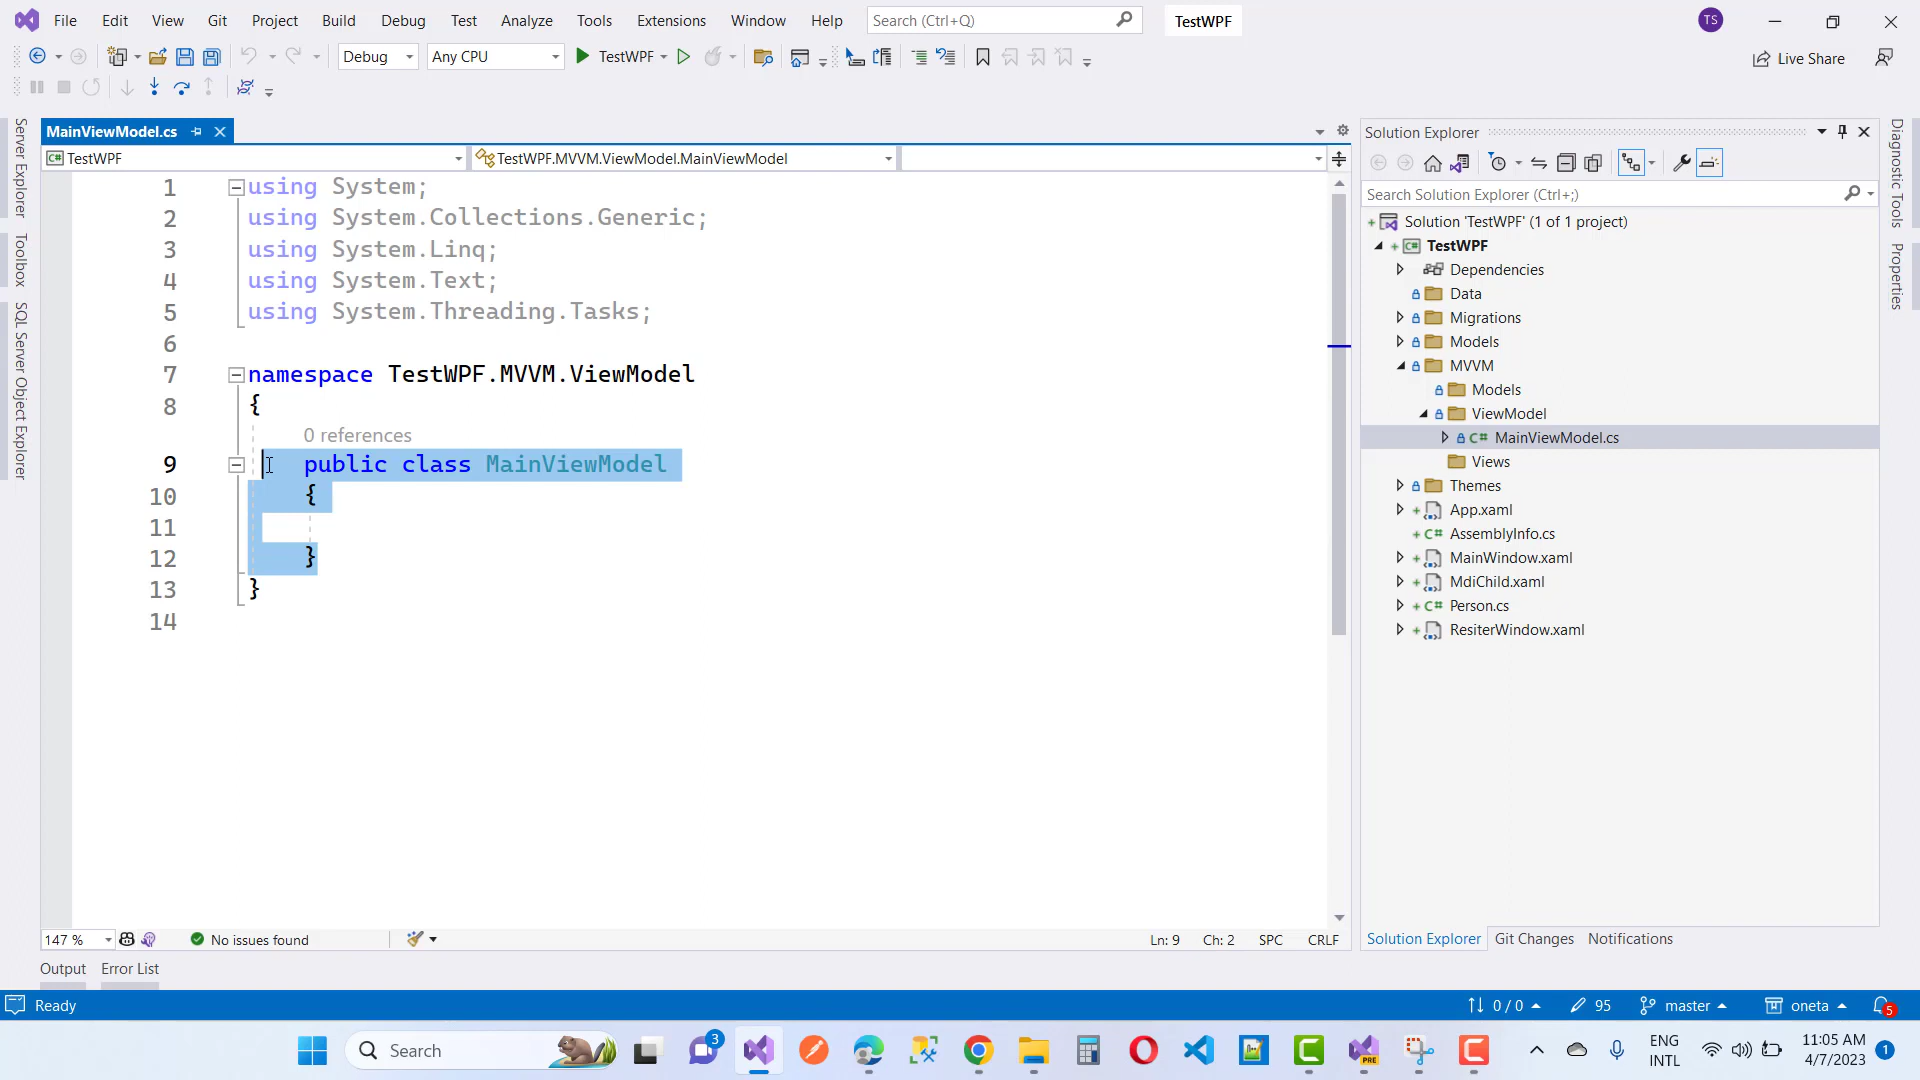 File Edit View Git Project Build Debug Test Analyze Tools Extensions Window Help Search (Ctrl+Q) TestWPF TS
Debug Any CPU TestWPF Live Share
MainViewModel.cs
TestWPF TestWPF.MVVM.ViewModel.MainViewModel
Server Explorer
Toolbox
SQL Server Object Explorer
1 using System;
2 using System.Collections.Generic;
3 using System.Linq;
4 using System.Text;
5 using System.Threading.Tasks;
6
7 namespace TestWPF.MVVM.ViewModel
8 {
0 references
9 public class MainViewModel
10 {
11
12 }
13 }
14
147 % No issues found Ln: 9 Ch: 2 SPC CRLF
Output Error List
Solution Explorer
Search Solution Explorer (Ctrl+;)
Solution 'TestWPF' (1 of 1 project)
TestWPF
Dependencies
Data
Migrations
Models
MVVM
Models
ViewModel
C# MainViewModel.cs
Views
Themes
App.xaml
C# AssemblyInfo.cs
MainWindow.xaml
MdiChild.xaml
C# Person.cs
ResiterWindow.xaml
Solution Explorer Git Changes Notifications
Diagnostic Tools
Properties
Ready 0 / 0 95 master oneta 5
Search 3 PRE ENG INTL 11:05 AM 4/7/2023 1